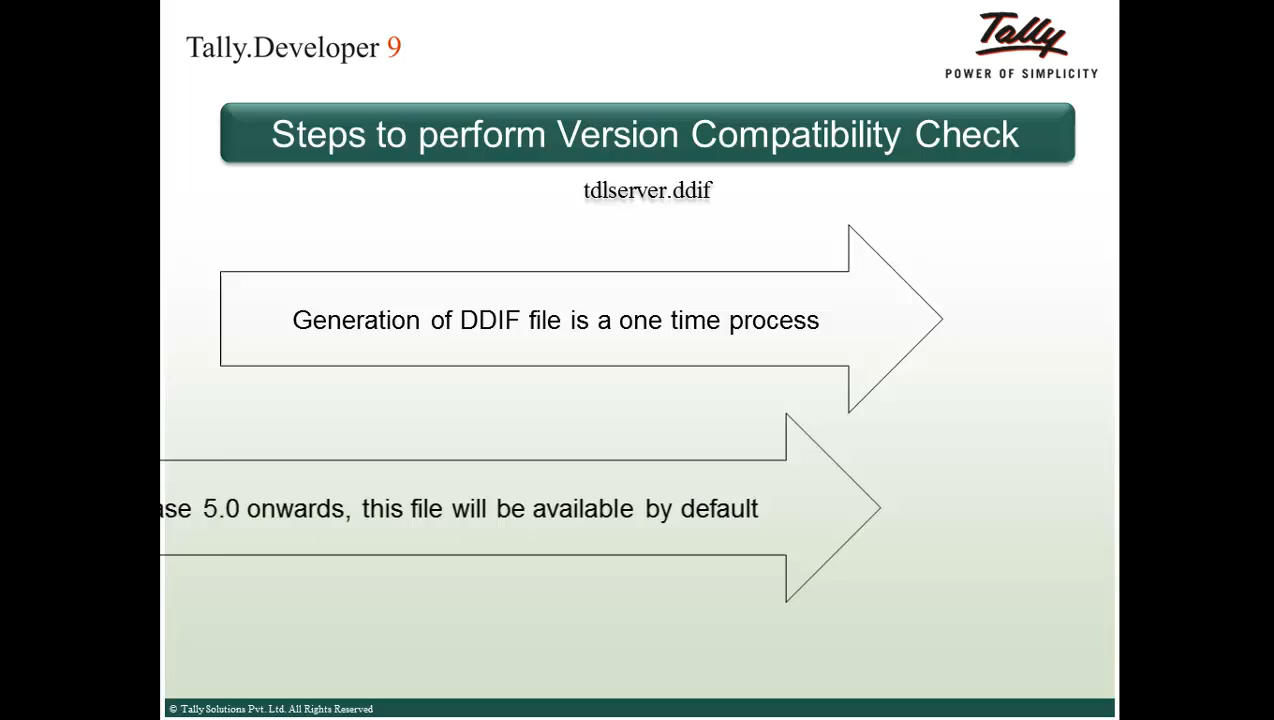 Tally.Developer 9
Tally
POWER OF SIMPLICITY
Steps to perform Version Compatibility Check
tdlserver.ddif
Generation of DDIF file is a one time process
ase 5.0 onwards, this file will be available by default
© Tally Solutions Pvt. Ltd. All Rights Reserved